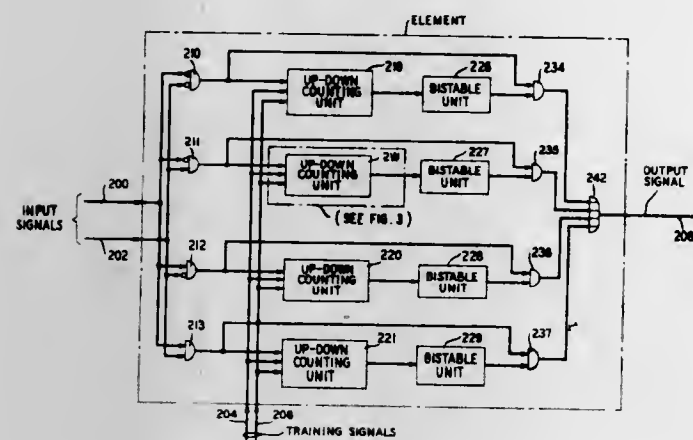 ELEMENT
210
218
226
234
UP-DOWN
COUNTING
UNIT
BISTABLE
UNIT
211
219
227
235
242
UP-DOWN
COUNTING
UNIT
BISTABLE
UNIT
OUTPUT
SIGNAL
200
INPUT
SIGNALS
202
(SEE FIG. 3)
208
212
220
228
236
UP-DOWN
COUNTING
UNIT
BISTABLE
UNIT
213
221
229
237
UP-DOWN
COUNTING
UNIT
BISTABLE
UNIT
204
206
TRAINING SIGNALS